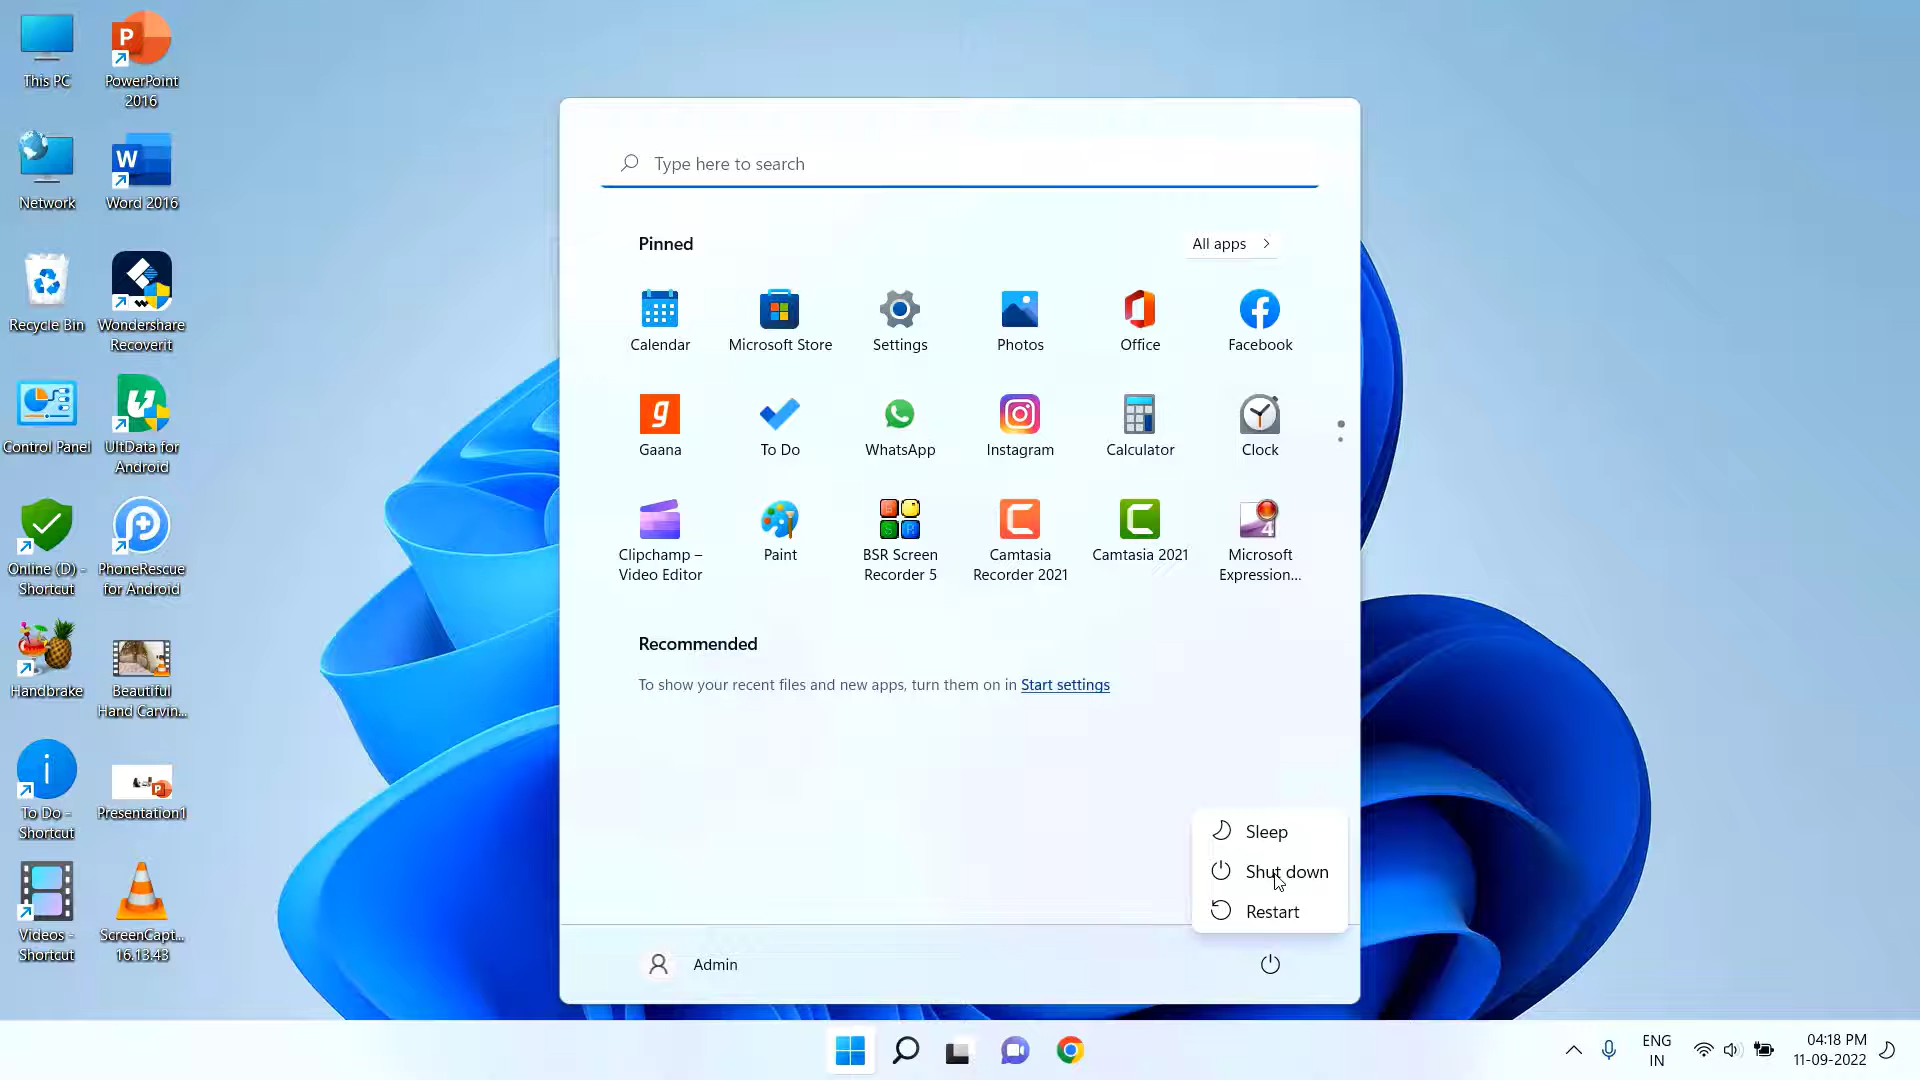 This PC
PowerPoint
2016
Network
Word 2016
Recycle Bin
Wondershare
Recoverit
Control Panel
UltData for
Android
Online (D) -
Shortcut
PhoneRescue
for Android
Handbrake
Beautiful
Hand Carvin...
To Do -
Shortcut
Presentation1
Videos -
Shortcut
ScreenCapt...
16.13.43
Type here to search
Pinned
All apps
Calendar
Microsoft Store
Settings
Photos
Office
Facebook
Gaana
To Do
WhatsApp
Instagram
Calculator
Clock
Clipchamp –
Video Editor
Paint
BSR Screen
Recorder 5
Camtasia
Recorder 2021
Camtasia 2021
Microsoft
Expression...
Recommended
To show your recent files and new apps, turn them on in Start settings
Sleep
Shut down
Restart
Admin
ENG
IN
04:18 PM
11-09-2022